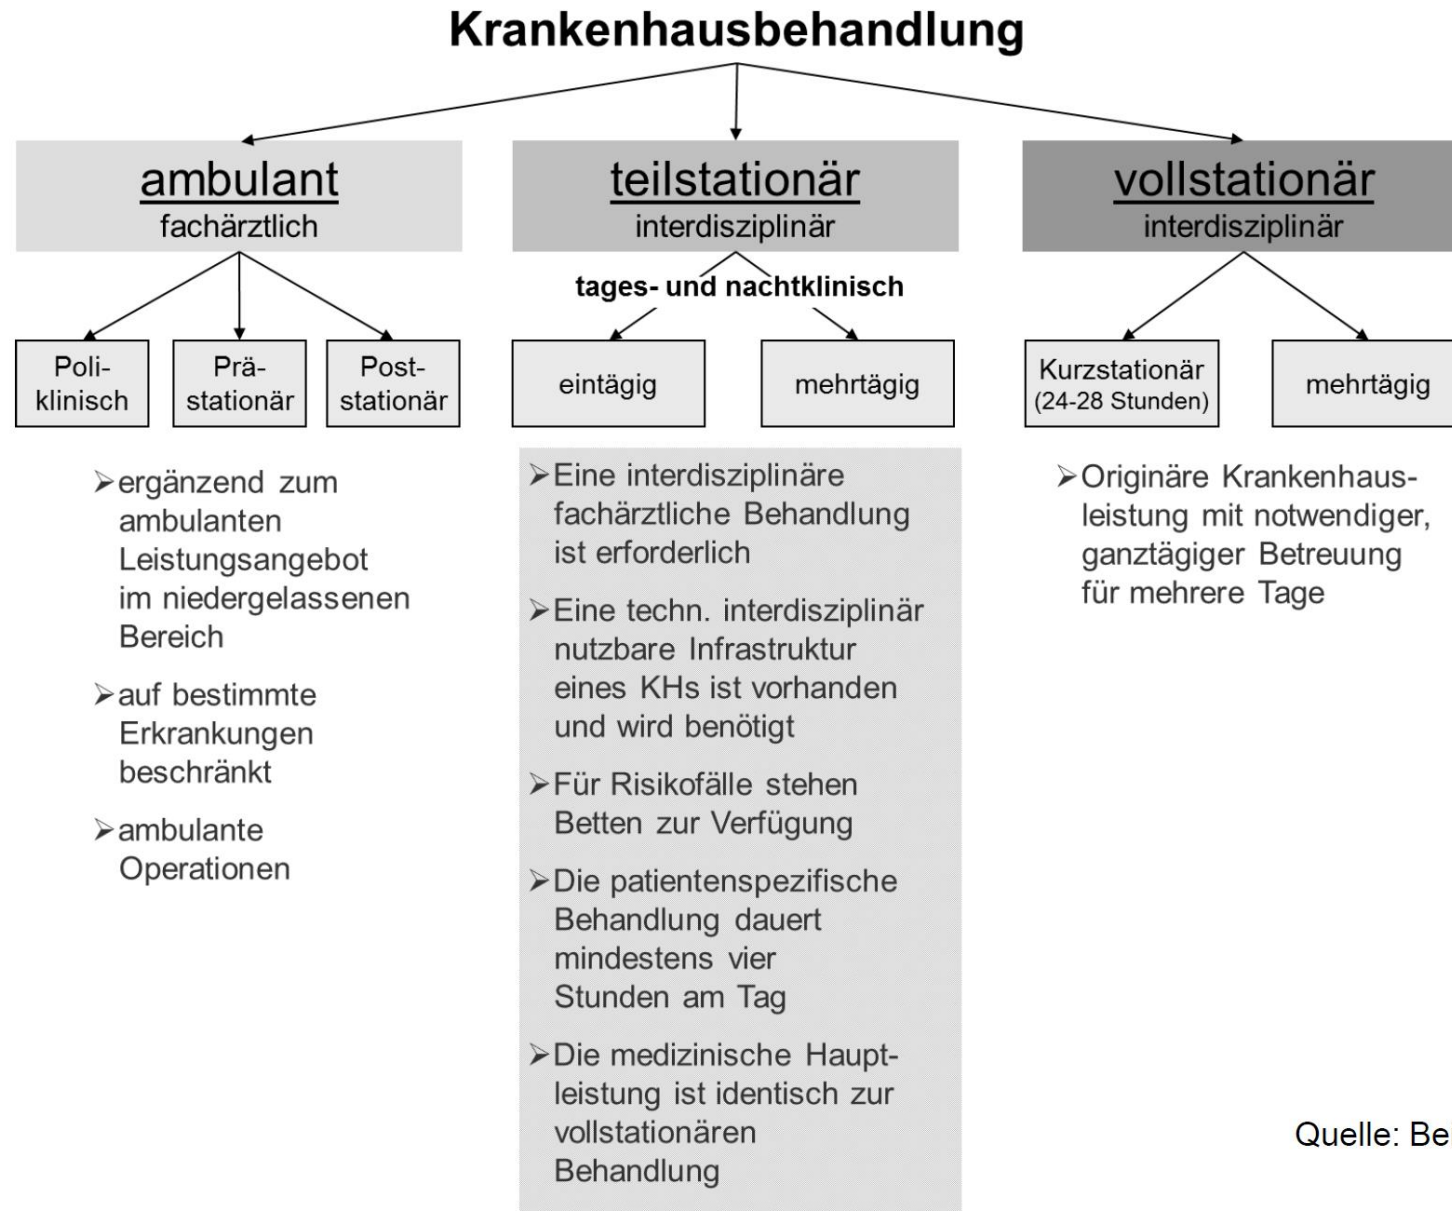 Krankenhausbehandlung
ambulant
fachärztlich
Poli-
klinisch
Prä-
stationär
Post-
stationär
➢ergänzend zum
ambulanten
Leistungsangebot
im niedergelassenen
Bereich
➢auf bestimmte
Erkrankungen
beschränkt
➢ambulante
Operationen
teilstationär
interdisziplinär
tages- und nachtklinisch
eintägig
mehrtägig
➢Eine interdisziplinäre
fachärztliche Behandlung
ist erforderlich
➢Eine techn. interdisziplinär
nutzbare Infrastruktur
eines KHs ist vorhanden
und wird benötigt
➢Für Risikofälle stehen
Betten zur Verfügung
➢Die patientenspezifische
Behandlung dauert
mindestens vier
Stunden am Tag
➢Die medizinische Haupt-
leistung ist identisch zur
vollstationären
Behandlung
vollstationär
interdisziplinär
Kurzstationär
(24-28 Stunden)
mehrtägig
➢Originäre Krankenhaus-
leistung mit notwendiger,
ganztägiger Betreuung
für mehrere Tage
Quelle: